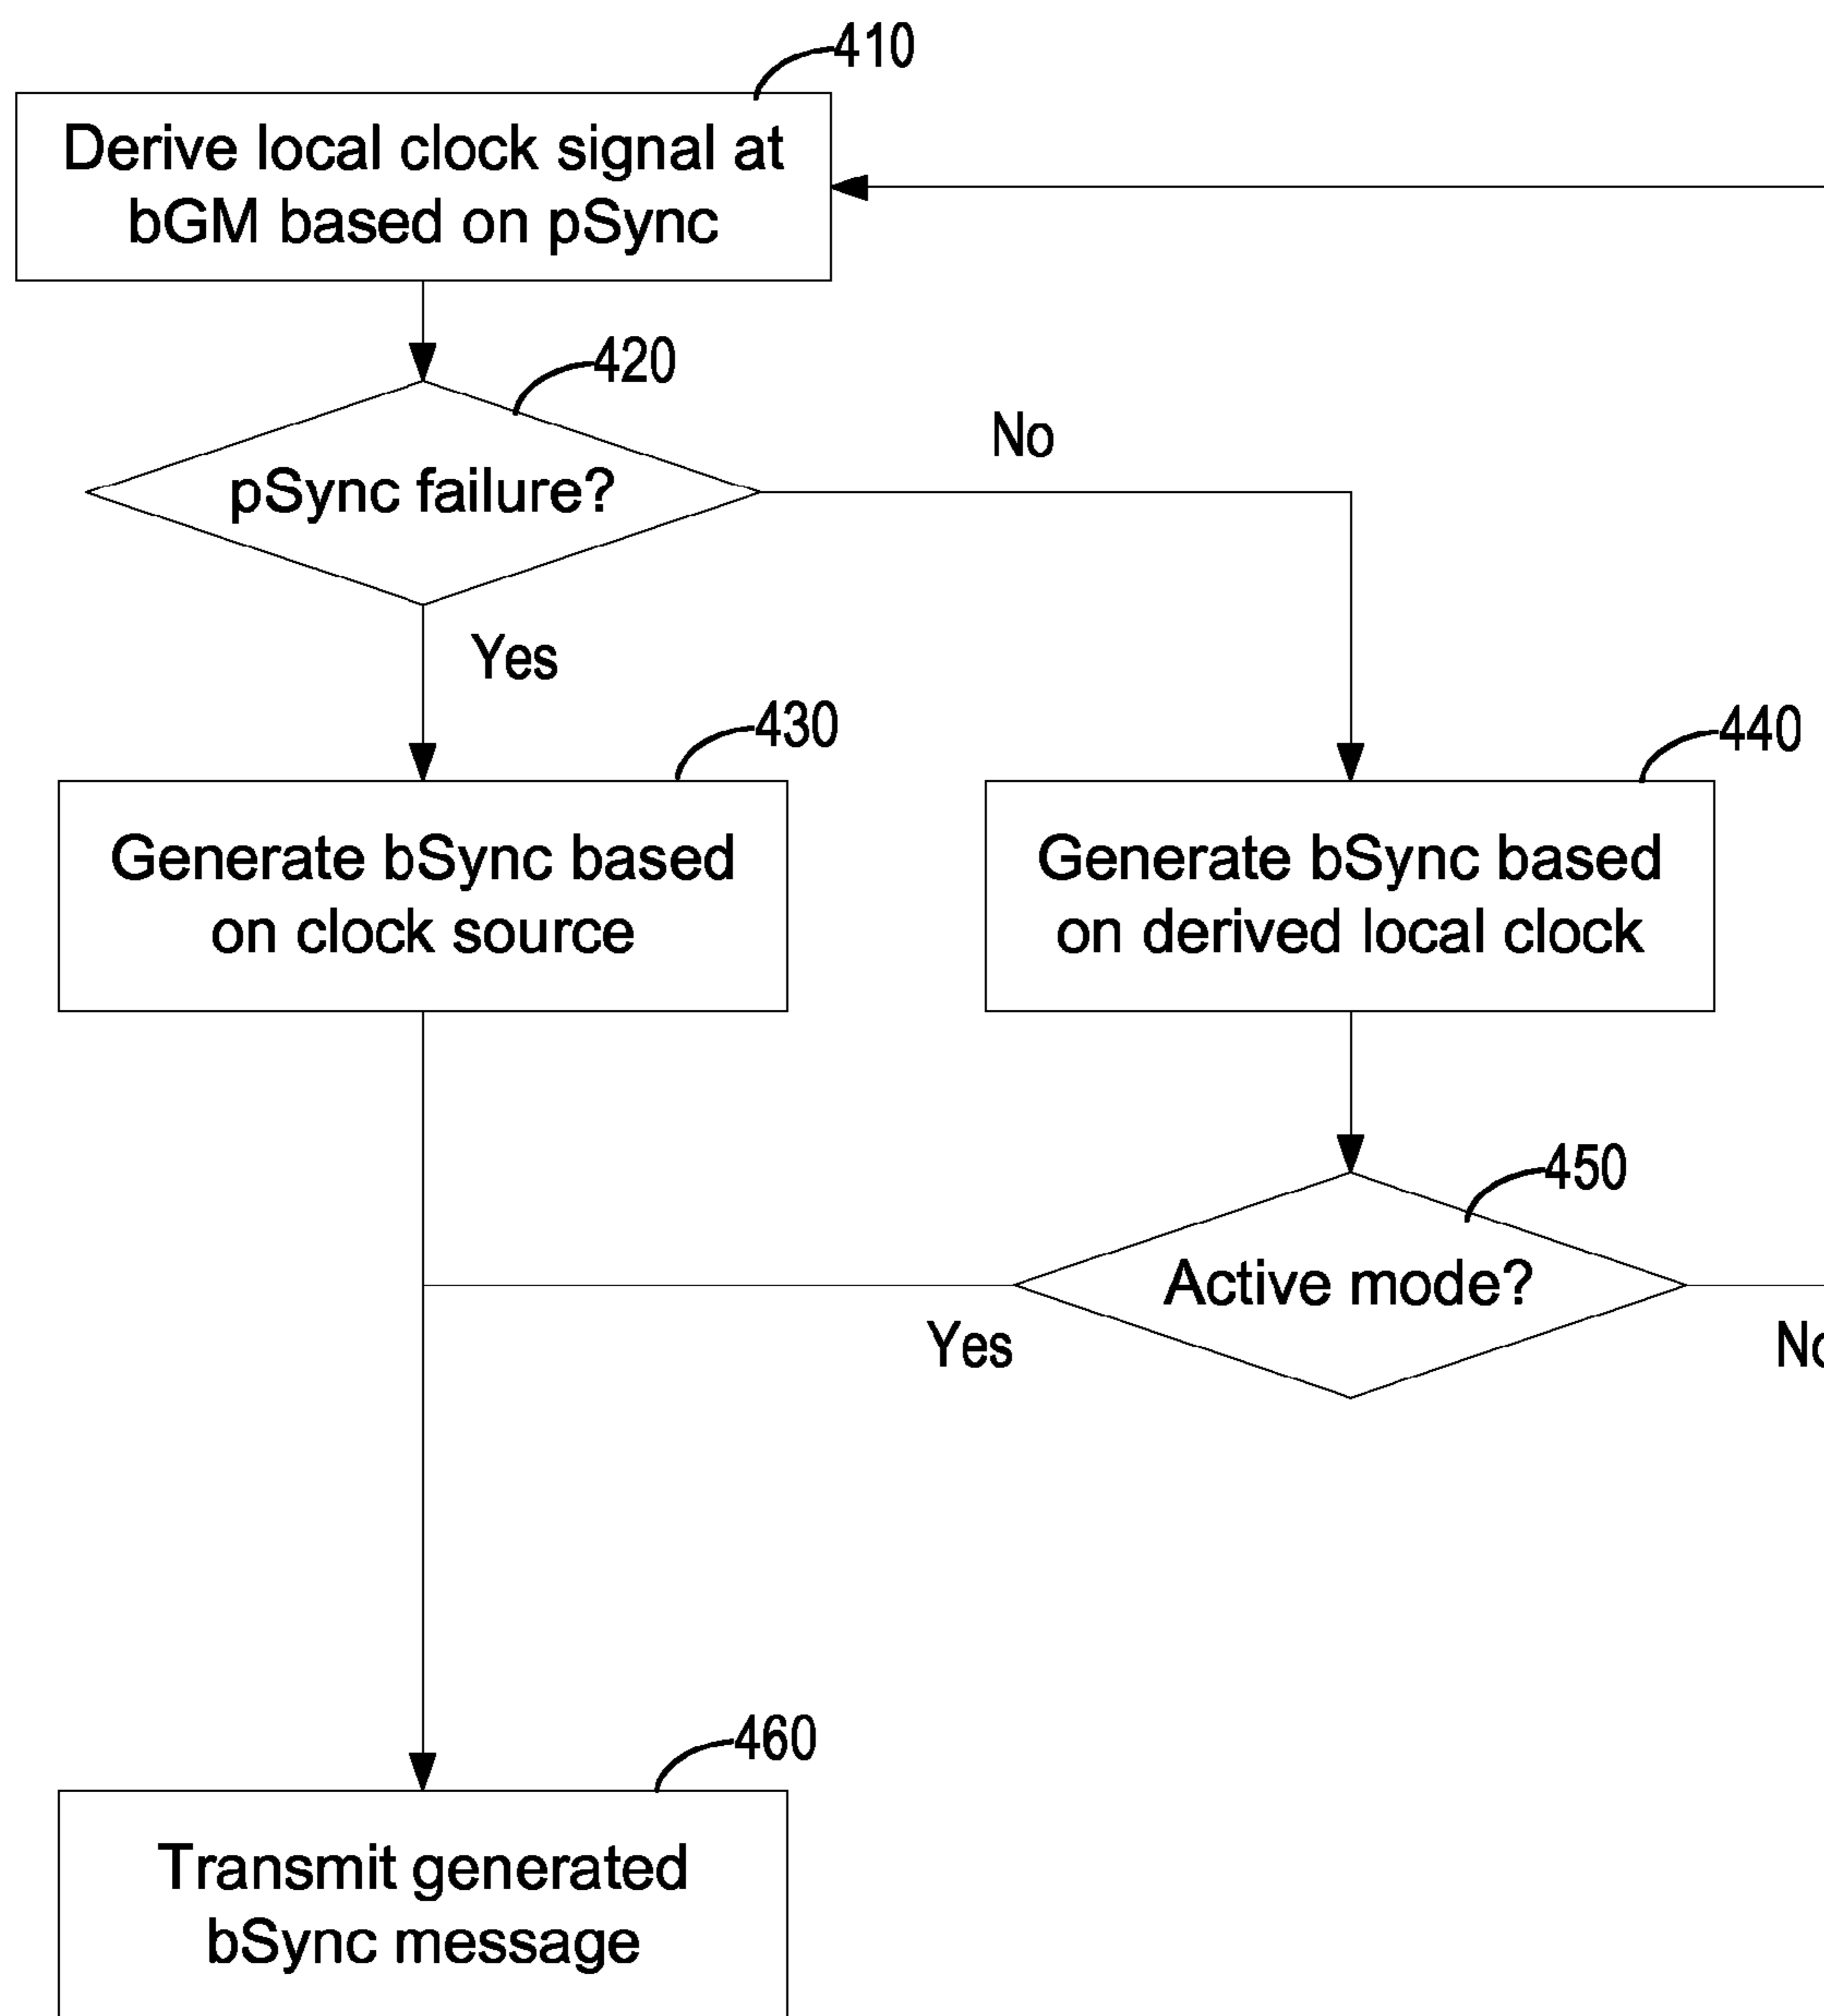 410
Derive local clock signal at
bGM based on pSync
420
pSync failure?
No
Yes
430
Generate bSync based
on clock source
440
Generate bSync based
on derived local clock
450
Active mode?
Yes
No
460
Transmit generated
bSync message